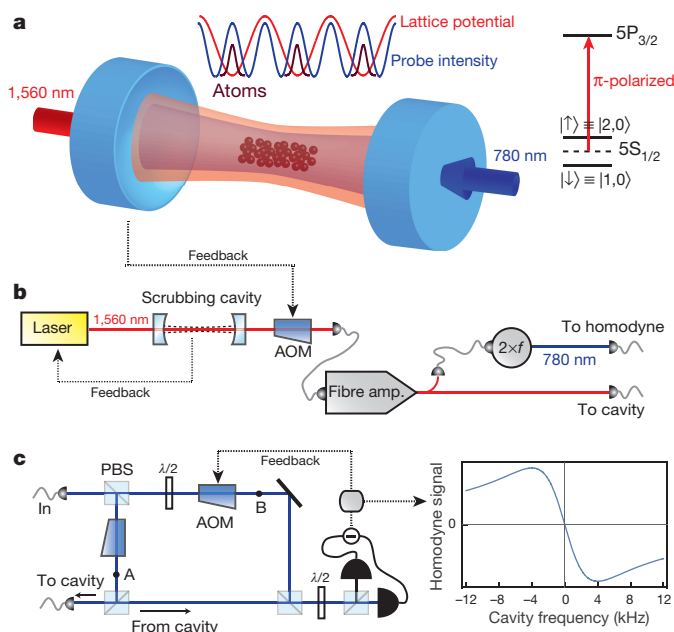 a
Lattice potential
Probe intensity
Atoms
1,560 nm
780 nm
5P3/2
π-polarized
|↑⟩ ≡ |2,0⟩
5S1/2
|↓⟩ ≡ |1,0⟩
Feedback
b
Scrubbing cavity
Laser
1,560 nm
AOM
Feedback
Fibre amp.
2×f
To homodyne
780 nm
To cavity
c
PBS
λ/2
Feedback
In
AOM
B
A
To cavity
From cavity
λ/2
Homodyne signal
0
−12 −8 −4 0 4 8 12
Cavity frequency (kHz)